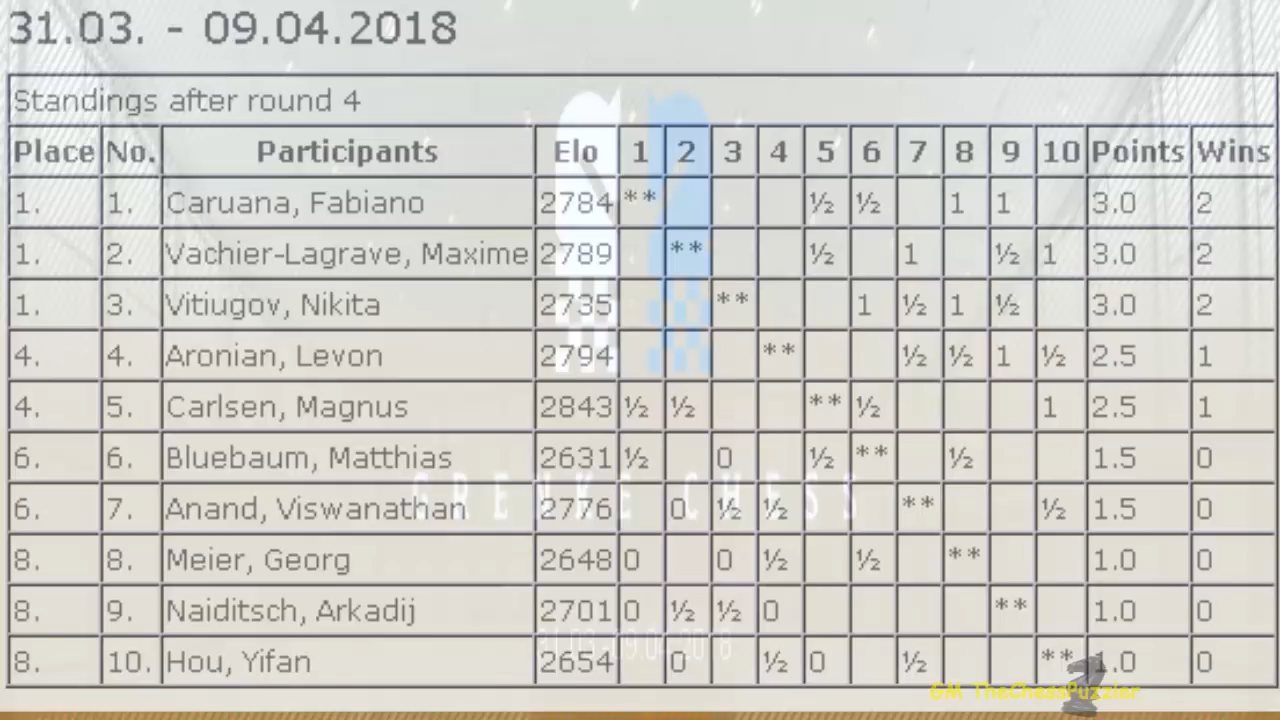 31.03. - 09.04.2018
Standings after round 4
Place No. Participants Elo 1 2 3 4 5 6 7 8 9 10 Points Wins
1. 1. Caruana, Fabiano 2784 ** ½ ½ 1 1 3.0 2
1. 2. Vachier-Lagrave, Maxime 2789 ** ½ 1 ½ 1 3.0 2
1. 3. Vitiugov, Nikita 2735 ** 1 ½ 1 ½ 3.0 2
4. 4. Aronian, Levon 2794 ** ½ ½ 1 ½ 2.5 1
4. 5. Carlsen, Magnus 2843 ½ ½ ** ½ 1 2.5 1
6. 6. Bluebaum, Matthias 2631 ½ 0 ½ ** ½ 1.5 0
GRENKE CHESS
6. 7. Anand, Viswanathan 2776 0 ½ ½ ** ½ 1.5 0
8. 8. Meier, Georg 2648 0 0 ½ ½ ** 1.0 0
8. 9. Naiditsch, Arkadij 2701 0 ½ ½ 0 ** 1.0 0
31.03.-09.04.2018
8. 10. Hou, Yifan 2654 0 ½ 0 ½ ** 1.0 0
GM TheChessPuzzler